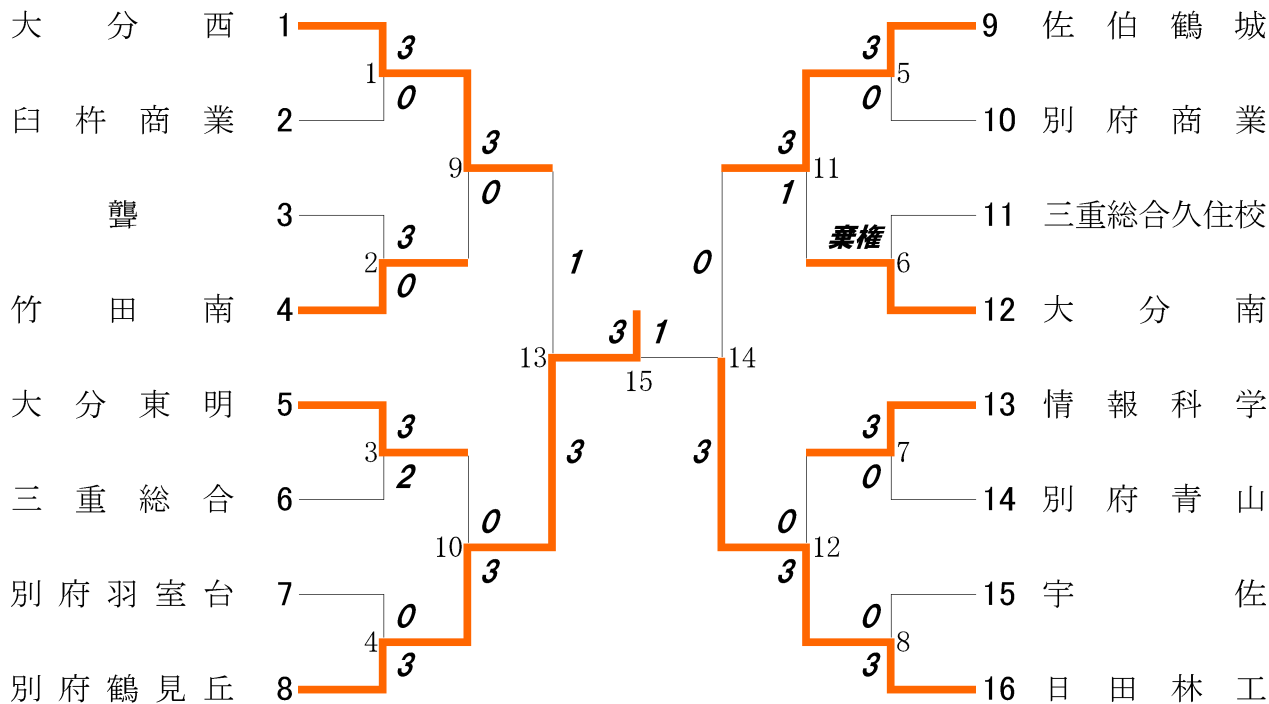 大分西 1 9 佐伯鶴城
3 3
1 5
0 0
臼杵商業 2 10 別府商業
3 3
9 11
0 1
聾 3 11 三重総合久住校
3 棄権
2 1 0 6
0
竹田南 4 12 大分南
3 1
13 14
15
大分東明 5 13 情報科学
3 3
3 3 3 7
2 0
三重総合 6 14 別府青山
0 0
10 12
3 3
別府羽室台 7 15 宇佐
0 0
4 8
3 3
別府鶴見丘 8 16 日田林工